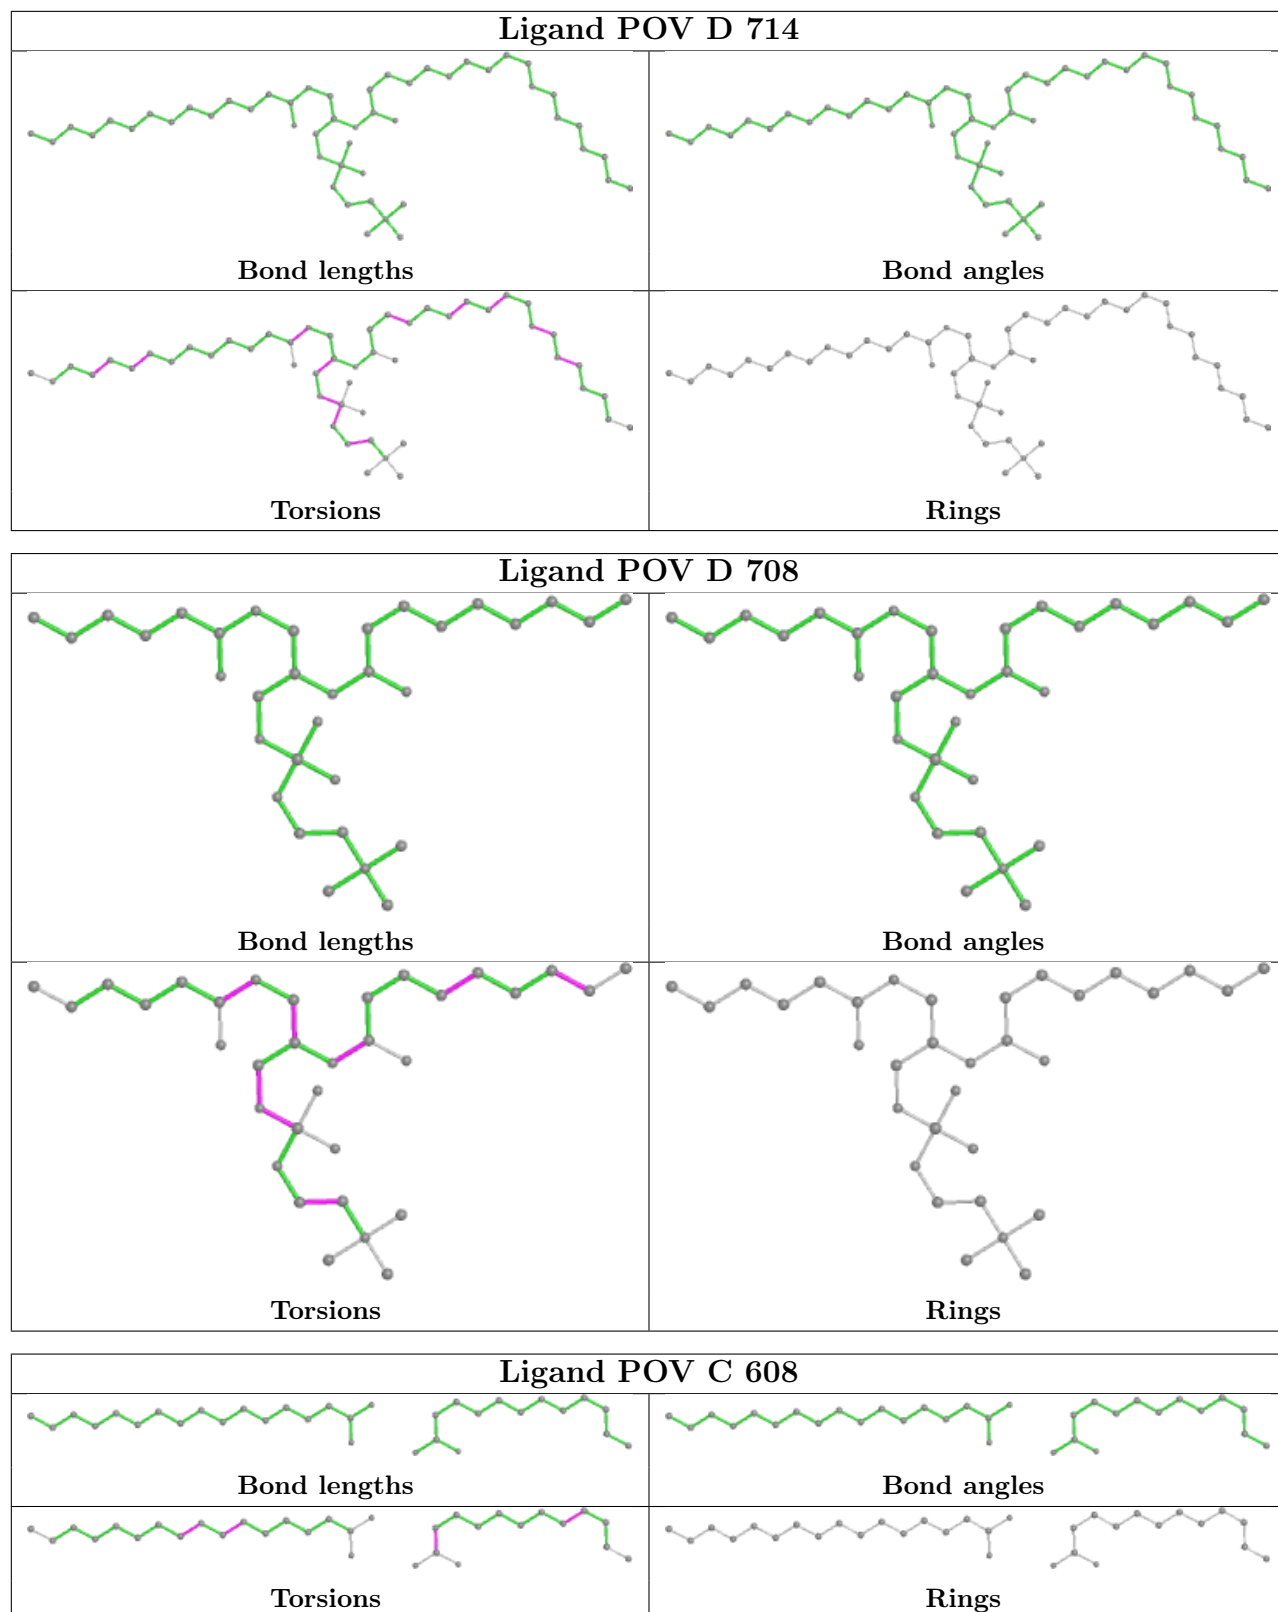 Ligand POV D 714
Bond lengths
Bond angles
Torsions
Rings
Ligand POV D 708
Bond lengths
Bond angles
Torsions
Rings
Ligand POV C 608
Bond lengths
Bond angles
Torsions
Rings